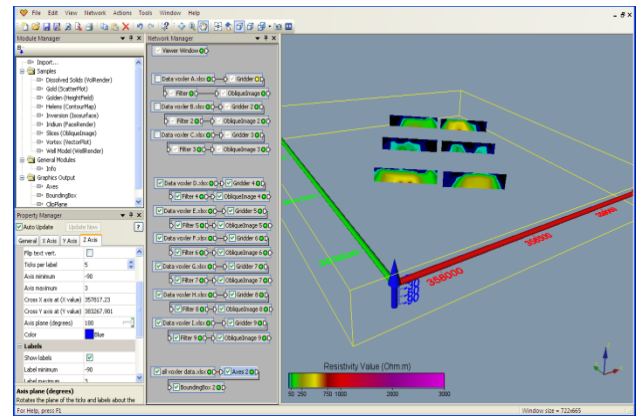 File Edit View Network Actions Tools Window Help
Module Manager
Import...
Samples
Dissolved Solids (VolRender)
Gold (ScatterPlot)
Golden (HeightField)
Helens (ContourMap)
Inversion (Isosurface)
Iridium (FaceRender)
Slices (ObliqueImage)
Vortex (VectorPlot)
Well Model (WellRender)
General Modules
Info
Graphics Output
Axes
BoundingBox
ClipPlane
Property Manager
Auto Update Update Now ?
General X Axis Y Axis Z Axis
Flip text vert.
Ticks per label 5
Axis minimum -90
Axis maximum 3
Cross X axis at (X value) 357817.23
Cross Y axis at (Y value) 383267.001
Axis plane (degrees) 180
Color Blue
Labels
Show labels
Label minimum -90
Label maximum 3
Axis plane (degrees)
Rotates the plane of the ticks and labels about the
For Help, press F1
Network Manager
Viewer Window
Data voxler A.xlsx Gridder
Filter ObliqueImage
Data voxler B.xlsx Gridder 2
Filter 2 ObliqueImage 2
Data voxler C.xlsx Gridder 3
Filter 3 ObliqueImage 3
Data voxler D.xlsx Gridder 4
Filter 4 ObliqueImage 4
Data voxler E.xlsx Gridder 5
Filter 5 ObliqueImage 5
Data voxler F.xlsx Gridder 6
Filter 6 ObliqueImage 6
Data voxler G.xlsx Gridder 7
Filter 7 ObliqueImage 7
Data voxler H.xlsx Gridder 8
Filter 8 ObliqueImage 8
Data voxler I.xlsx Gridder 9
Filter 9 ObliqueImage 9
all voxler data.xlsx Axes 2
BoundingBox 2
358000
356000
-30
-90
Resistivity Value (Ohm.m)
50 250 750 1000 2000 3000
Window size = 722x665